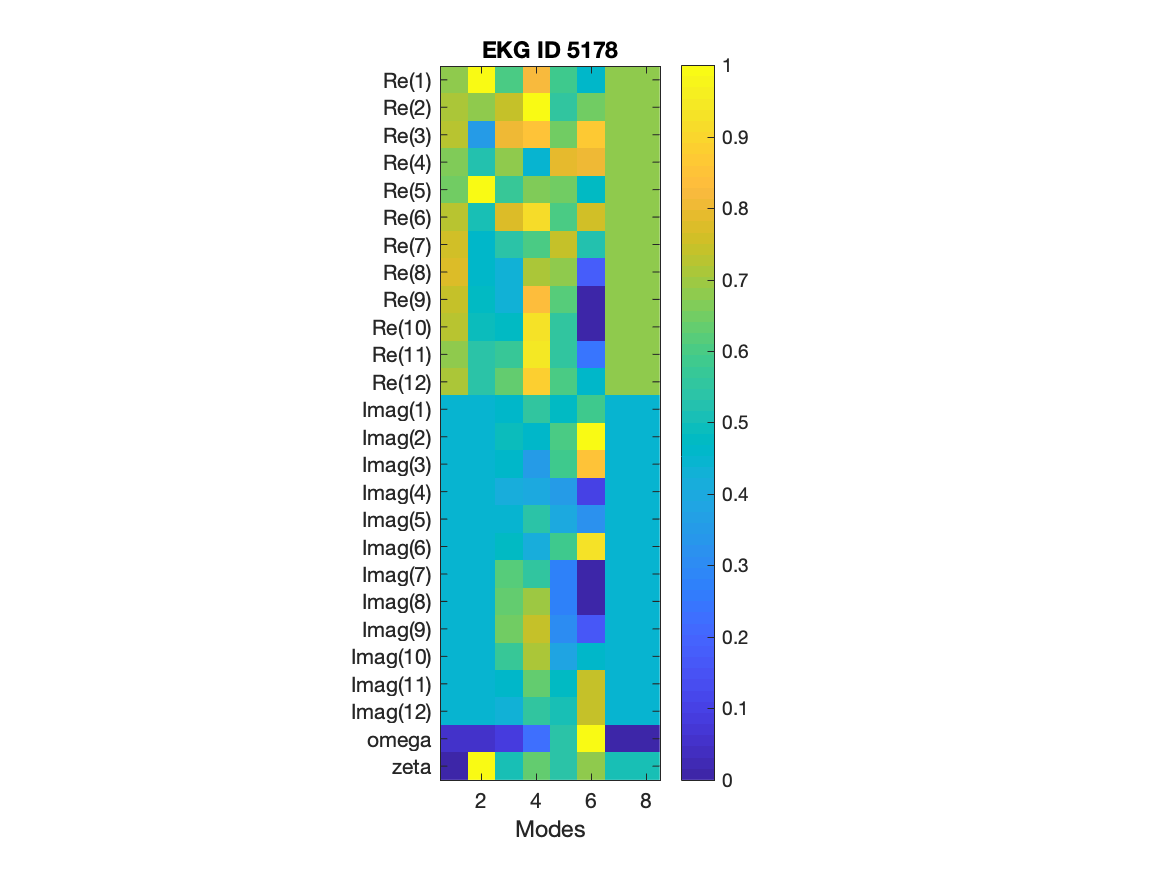 EKG ID 5178
Re(1)
Re(2)
Re(3)
Re(4)
Re(5)
Re(6)
Re(7)
Re(8)
Re(9)
Re(10)
Re(11)
Re(12)
Imag(1)
Imag(2)
Imag(3)
Imag(4)
Imag(5)
Imag(6)
Imag(7)
Imag(8)
Imag(9)
Imag(10)
Imag(11)
Imag(12)
omega
zeta
2 4 6 8
Modes
1
0.9
0.8
0.7
0.6
0.5
0.4
0.3
0.2
0.1
0